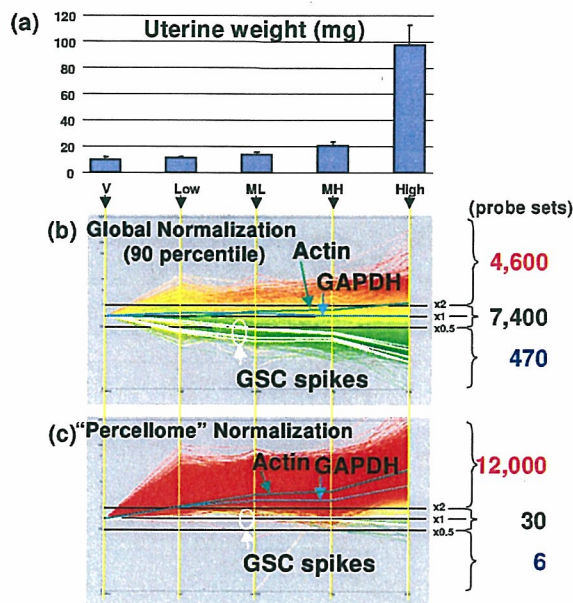 (a)
Uterine weight (mg)
120
100
80
60
40
20
0
V Low ML MH High
(probe sets)
(b) Global Normalization
(90 percentile)
Actin
GAPDH
GSC spikes
x2
x1
x0.5
4,600
7,400
470
(c) "Percellome" Normalization
Actin GAPDH
GSC spikes
x2
x1
x0.5
12,000
30
6